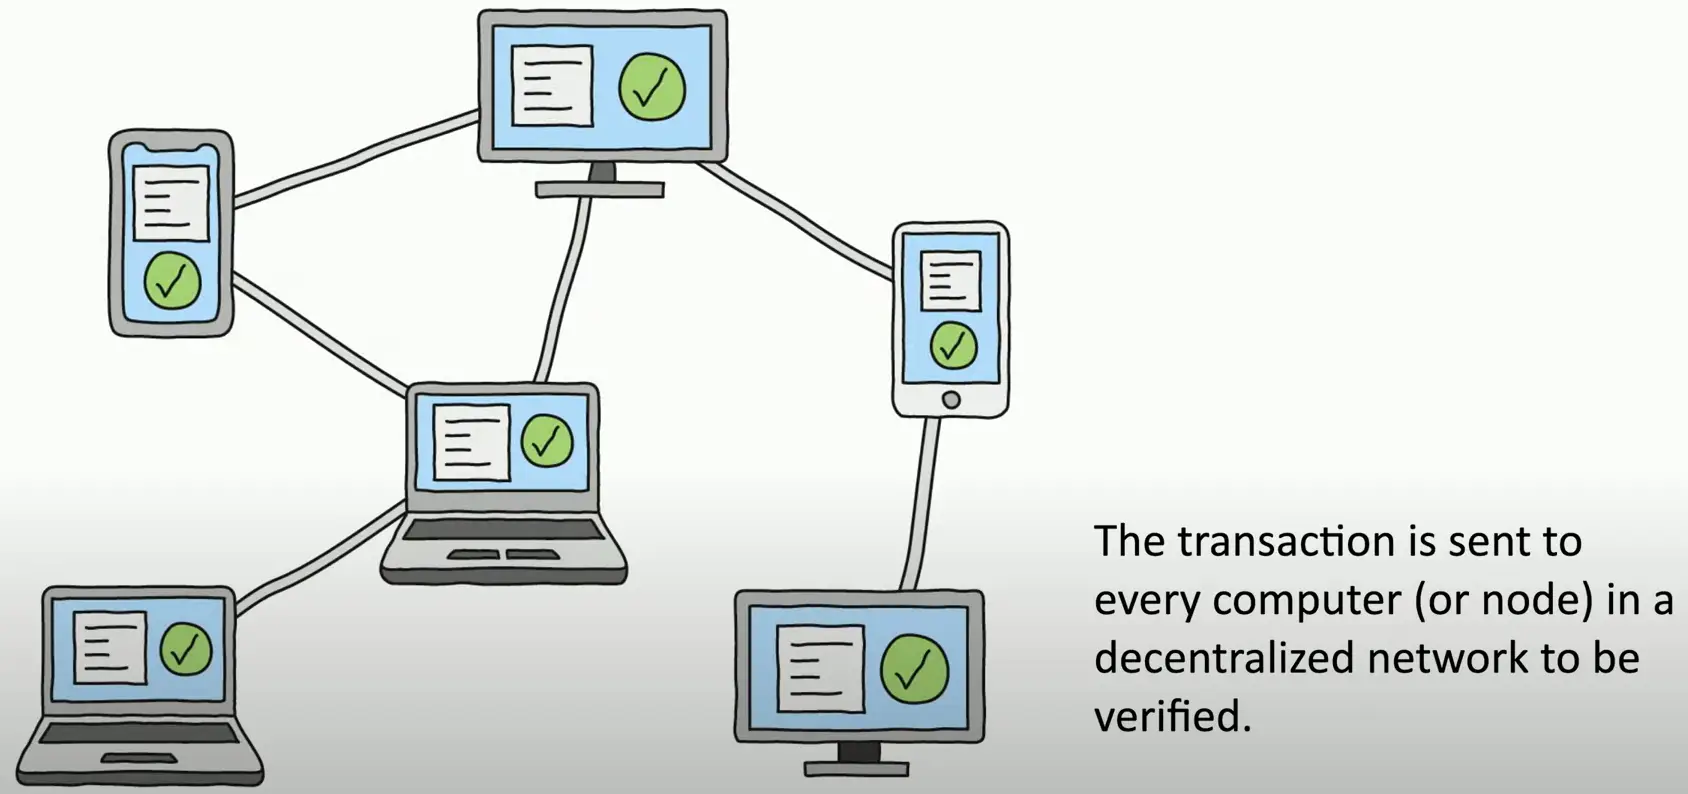 The transaction is sent to
every computer (or node) in a
decentralized network to be
verified.